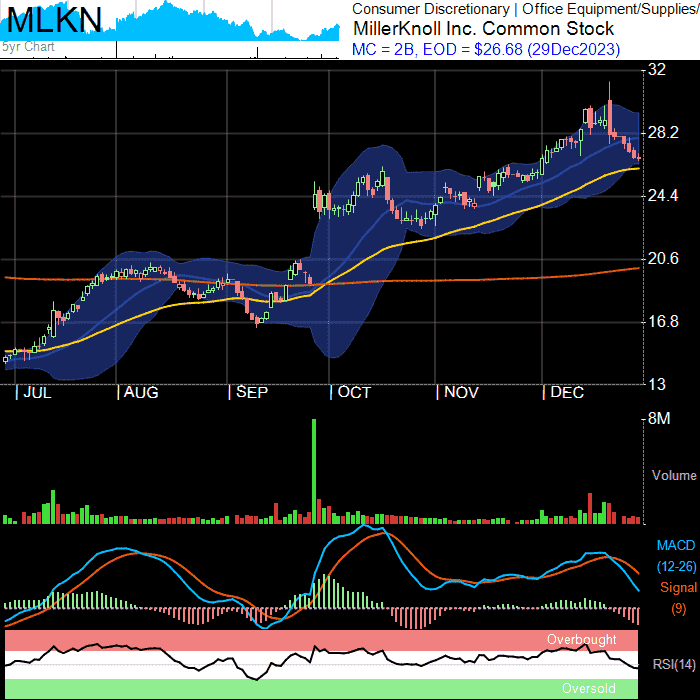 MLKN
5yr Chart
Consumer Discretionary | Office Equipment/Supplies/
MillerKnoll Inc. Common Stock
MC = 2B, EOD = $26.68 (29Dec2023)
32
28.2
24.4
20.6
16.8
13
JUL AUG SEP OCT NOV DEC
8M
Volume
MACD
(12-26)
Signal
(9)
Overbought
RSI(14)
Oversold